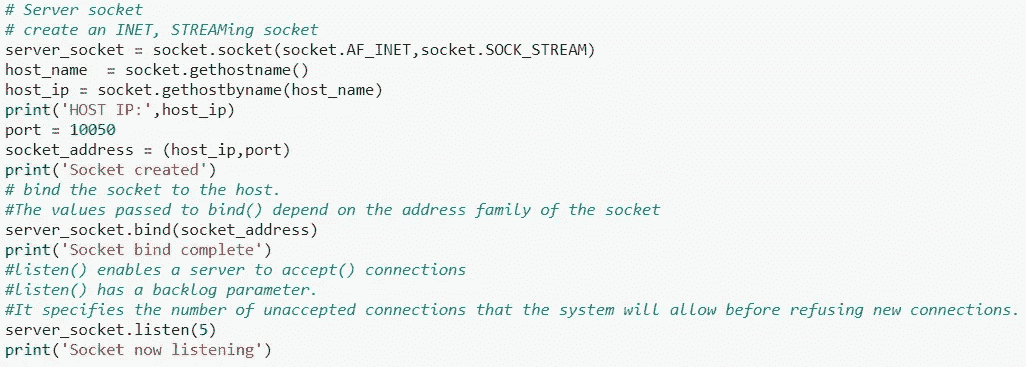 # Server socket
# create an INET, STREAMing socket
server_socket = socket.socket(socket.AF_INET,socket.SOCK_STREAM)
host_name  = socket.gethostname()
host_ip = socket.gethostbyname(host_name)
print('HOST IP:',host_ip)
port = 10050
socket_address = (host_ip,port)
print('Socket created')
# bind the socket to the host.
#The values passed to bind() depend on the address family of the socket
server_socket.bind(socket_address)
print('Socket bind complete')
#listen() enables a server to accept() connections
#listen() has a backlog parameter.
#It specifies the number of unaccepted connections that the system will allow before refusing new connections.
server_socket.listen(5)
print('Socket now listening')